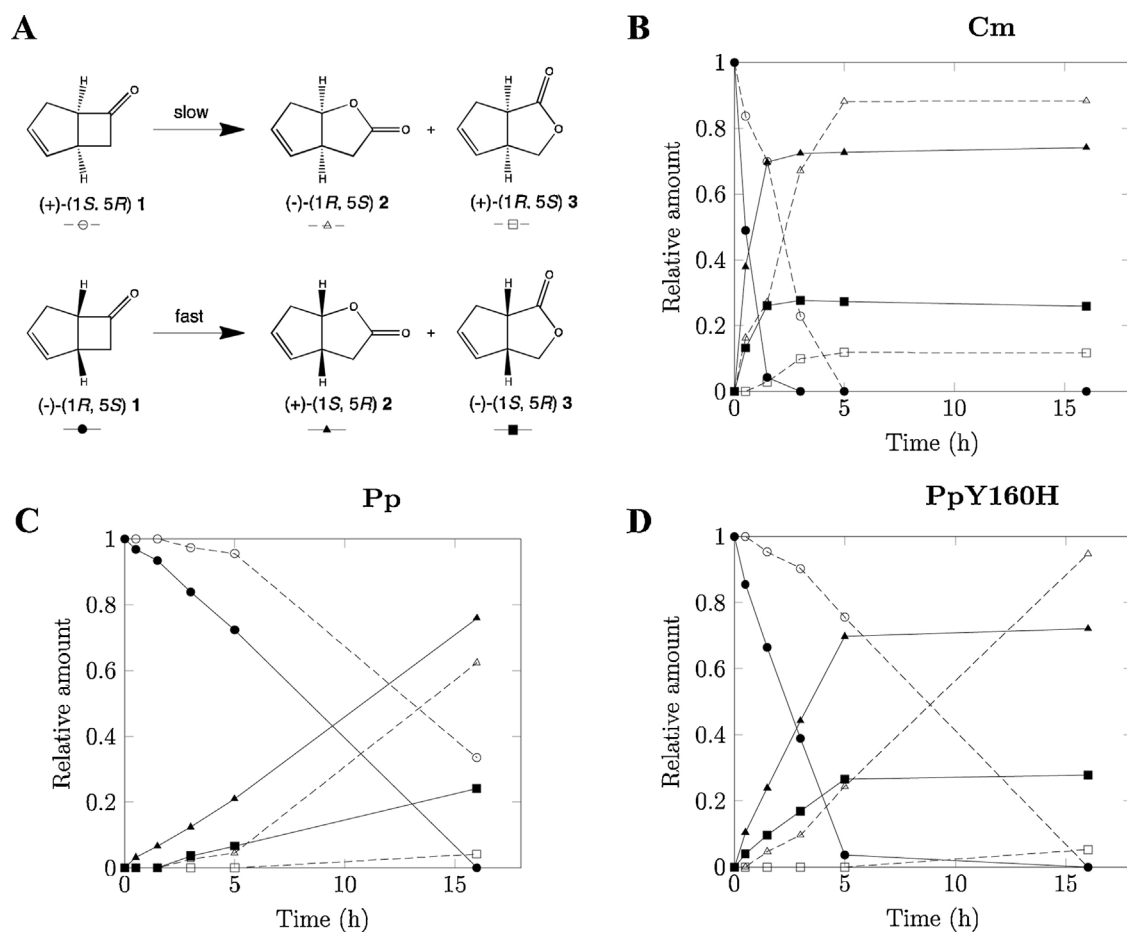 A
H
O
slow
H
O
O
+
H
O
O
H
H
H
(+)-(1S, 5R) 1
(-)-(1R, 5S) 2
(+)-(1R, 5S) 3
H
O
fast
H
O
O
+
H
O
O
H
H
H
(-)-(1R, 5S) 1
(+)-(1S, 5R) 2
(-)-(1S, 5R) 3
B
Cm
1
0.8
0.6
0.4
0.2
0
0
5
10
15
Relative amount
Time (h)
C
Pp
1
0.8
0.6
0.4
0.2
0
0
5
10
15
Relative amount
Time (h)
D
PpY160H
1
0.8
0.6
0.4
0.2
0
0
5
10
15
Relative amount
Time (h)